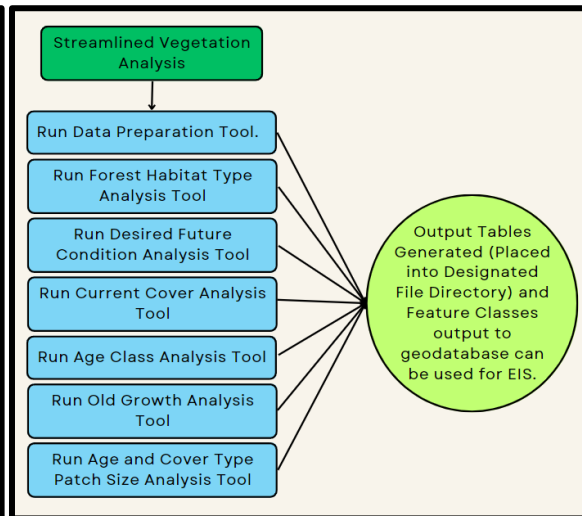 Streamlined Vegetation
Analysis
Run Data Preparation Tool.
Run Forest Habitat Type
Analysis Tool
Run Desired Future
Condition Analysis Tool
Run Current Cover Analysis
Tool
Run Age Class Analysis Tool
Run Old Growth Analysis
Tool
Run Age and Cover Type
Patch Size Analysis Tool
Output Tables
Generated (Placed
into Designated
File Directory) and
Feature Classes
output to
geodatabase can
be used for EIS.